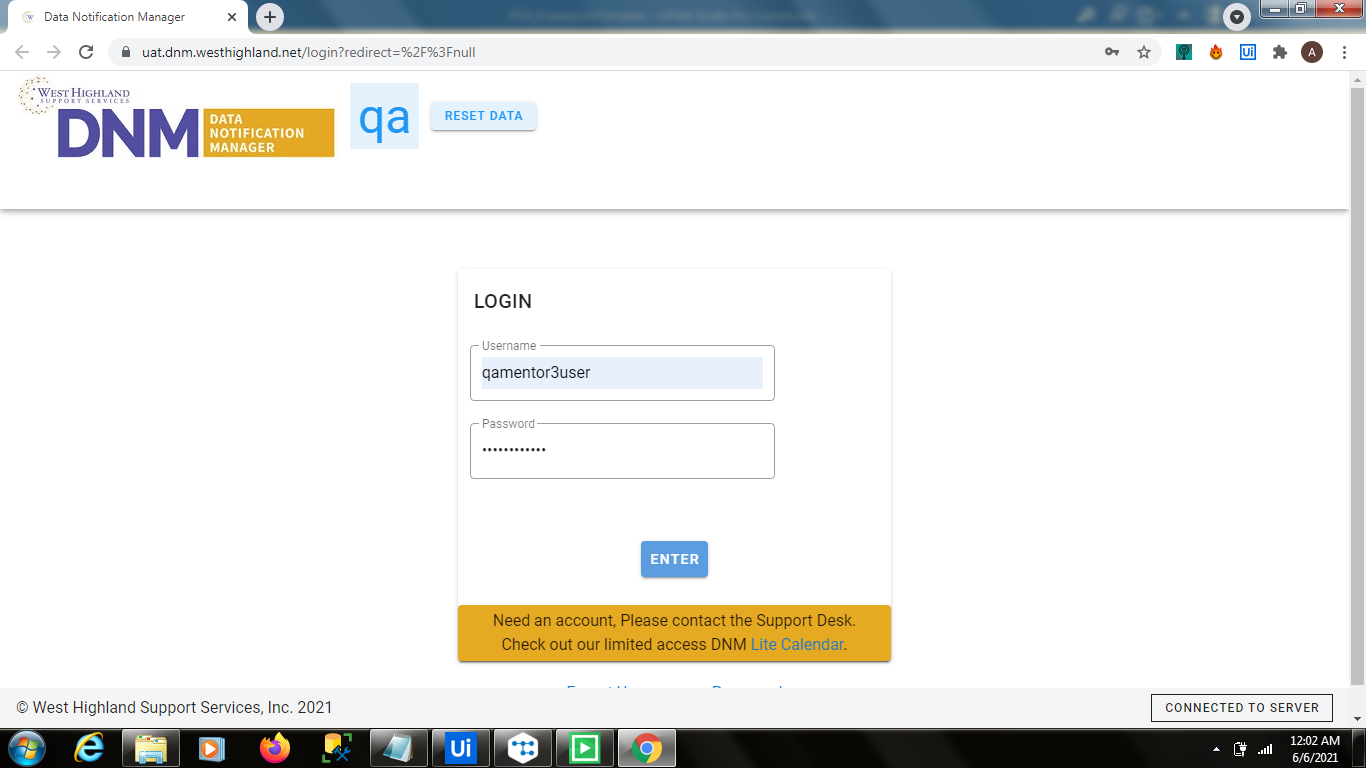 Data Notification Manager
uat.dnm.westhighland.net/login?redirect=%2F%3Fnull
A
WEST HIGHLAND
SUPPORT SERVICES
DNM
DATA
NOTIFICATION
MANAGER
qa
RESET DATA
LOGIN
Username
qamentor3user
Password
••••••••••••
ENTER
Need an account, Please contact the Support Desk.
Check out our limited access DNM Lite Calendar.
© West Highland Support Services, Inc. 2021
CONNECTED TO SERVER
Ui
12:02 AM
6/6/2021